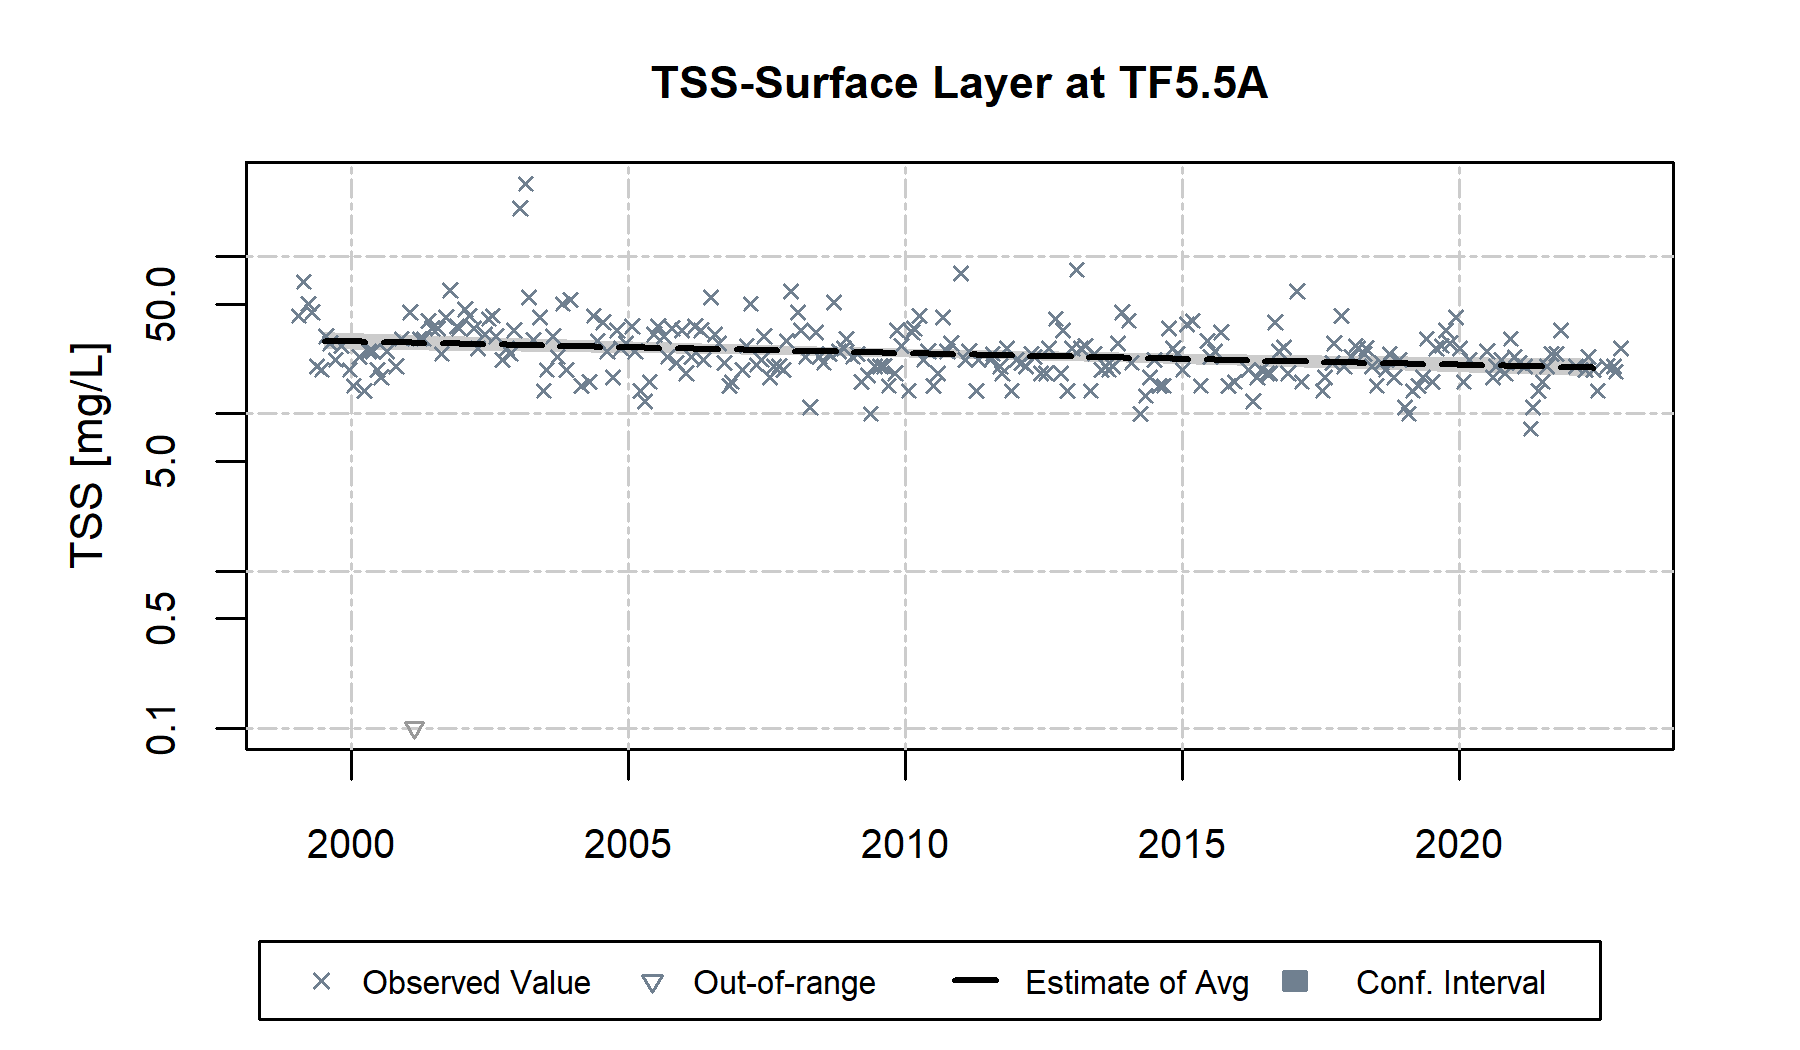 TSS-Surface Layer at TF5.5A
TSS [mg/L]
50.0
5.0
0.5
0.1
2000 2005 2010 2015 2020
Observed Value Out-of-range Estimate of Avg Conf. Interval